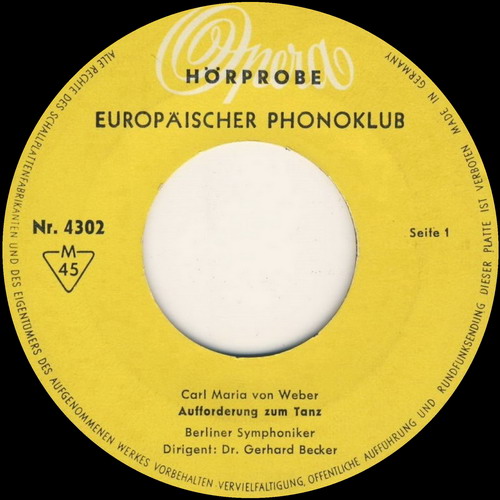 Opera
HÖRPROBE
EUROPÄISCHER PHONOKLUB
Nr. 4302
M
45
Seite 1
Carl Maria von Weber
Aufforderung zum Tanz
Berliner Symphoniker
Dirigent: Dr. Gerhard Becker
ALLE RECHTE DES SCHALLPLATTENFABRIKANTEN UND DES EIGENTÜMERS DES AUFGENOMMENEN WERKES VORBEHALTEN · VERVIELFÄLTIGUNG, ÖFFENTLICHE AUFFÜHRUNG UND RUNDFUNKSENDUNG DIESER PLATTE IST VERBOTEN MADE IN GERMANY